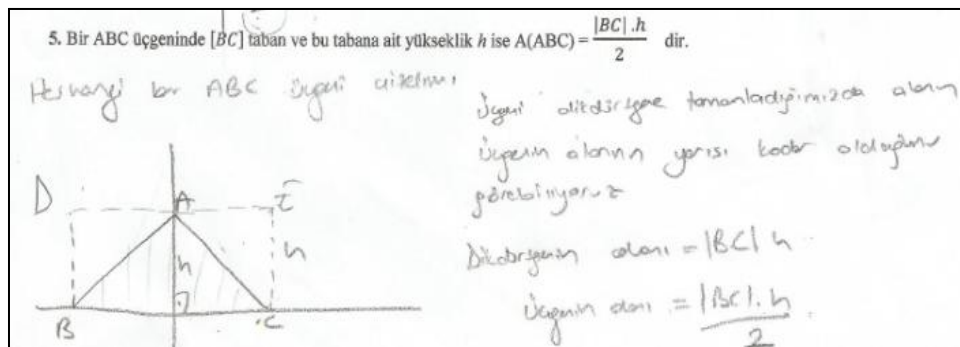 5. Bir ABC üçgeninde [BC] taban ve bu tabana ait yükseklik h ise A(ABC) = |BC| .h / 2 dir.
Herhangi bir ABC üçgeni çizelim.
Üçgeni dikdörtgene tamamladığımızda alanın
üçgenin alanın yarısı kadar olduğunu
görebiliyoruz
D A E
h h
B C
Dikdörtgenin alanı = |BC| h
Üçgenin alanı = |BC|. h / 2